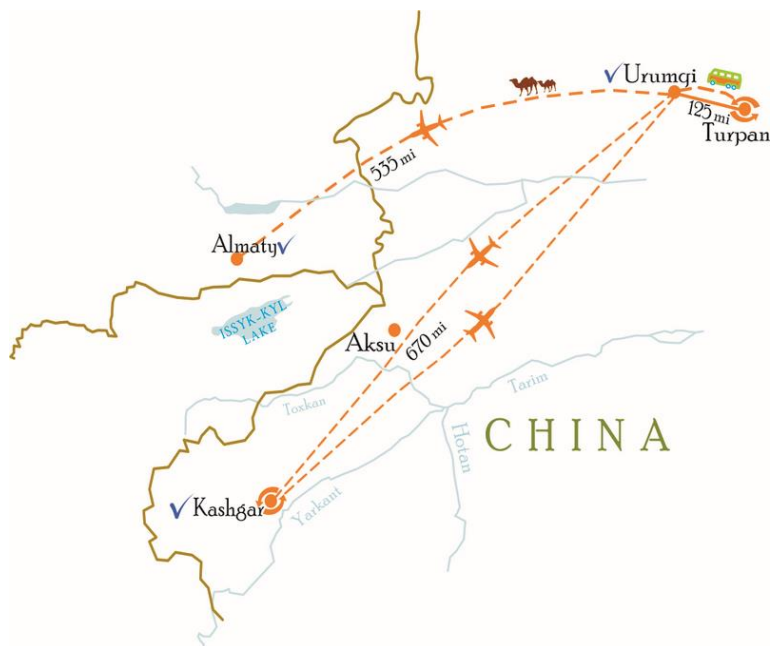 Urumqi
125 mi
Turpan
535 mi
Almaty
ISSYK-KYL
LAKE
Aksu
670 mi
Toxkan
Tarim
CHINA
Hotan
Kashgar
Yarkant